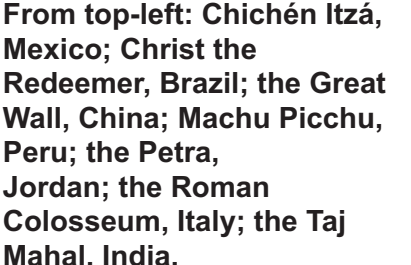 From top-left: Chichén Itzá,
Mexico; Christ the
Redeemer, Brazil; the Great
Wall, China; Machu Picchu,
Peru; the Petra,
Jordan; the Roman
Colosseum, Italy; the Taj
Mahal, India.